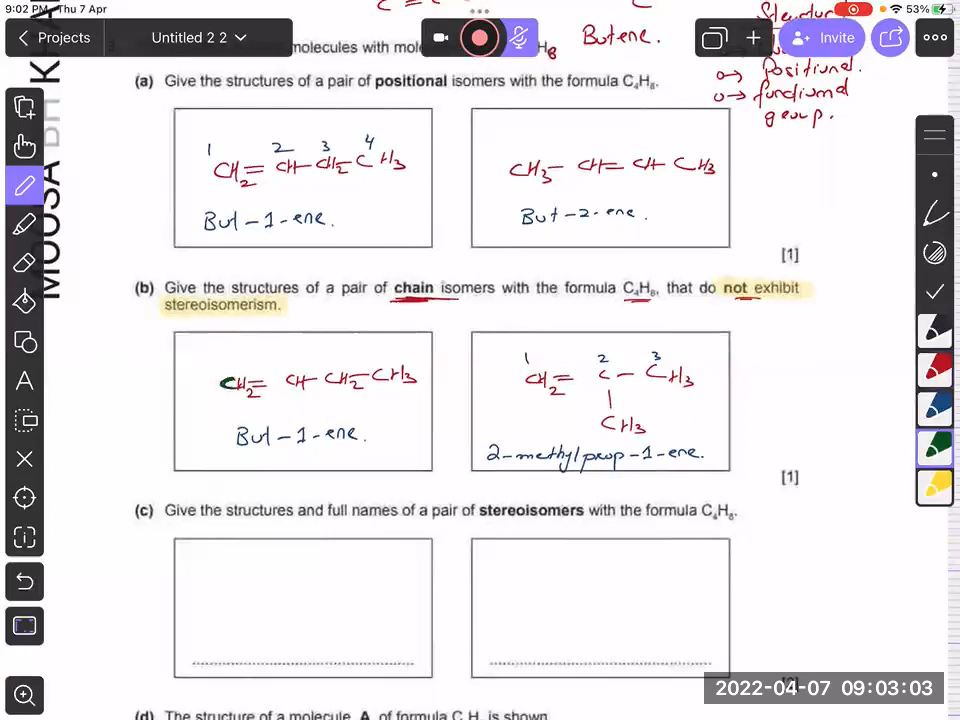 9:02 PM Thu 7 Apr
53%
Projects
Untitled 2 2
Invite
molecules with
Butene.
Positional.
functional
group.
MOOSA
(a) Give the structures of a pair of positional isomers with the formula C₄H₈.
1 2 3 4
CH₂= CH- CH₂- CH3
But-1-ene.
CH₃- CH= CH- CH3
But-2-ene.
[1]
(b) Give the structures of a pair of chain isomers with the formula C₄H₈, that do not exhibit
stereoisomerism.
CH₂= CH- CH₂- CH3
But-1-ene.
1 2 3
CH₂= C - CH3
|
CH3
2-methylprop-1-ene.
[1]
(c) Give the structures and full names of a pair of stereoisomers with the formula C₄H₈.
(d) The structure of a molecule, A, of formula
is shown.
2022-04-07 09:03:03